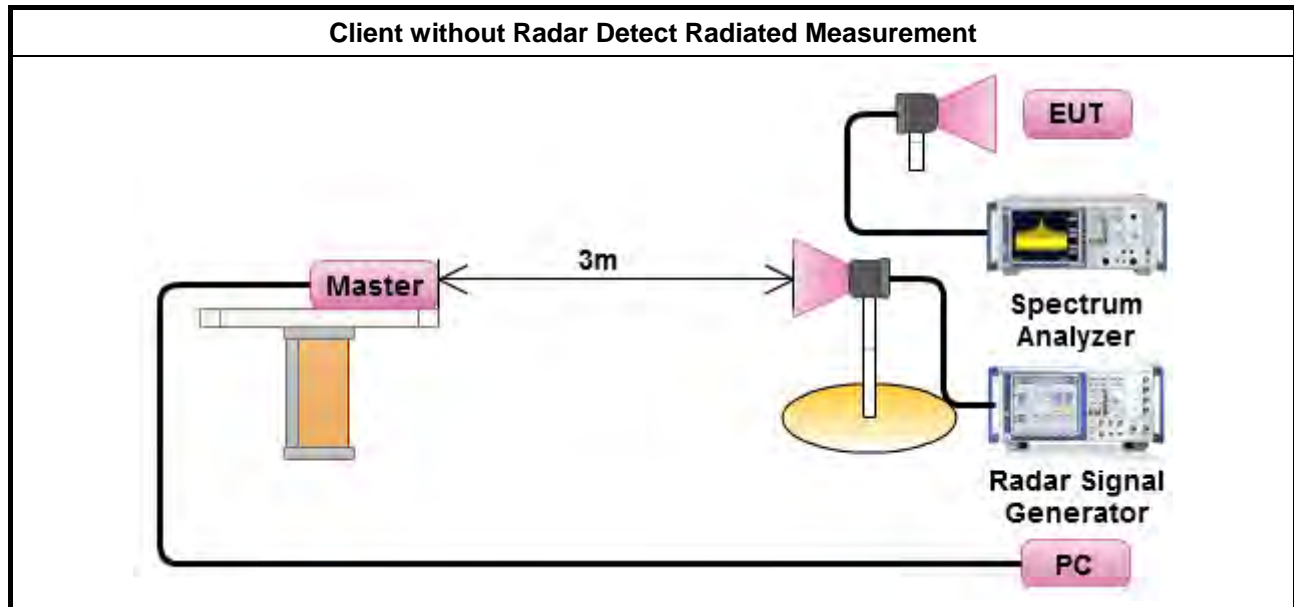 Client without Radar Detect Radiated Measurement
EUT
3m
Master
Spectrum
Analyzer
Radar Signal
Generator
PC